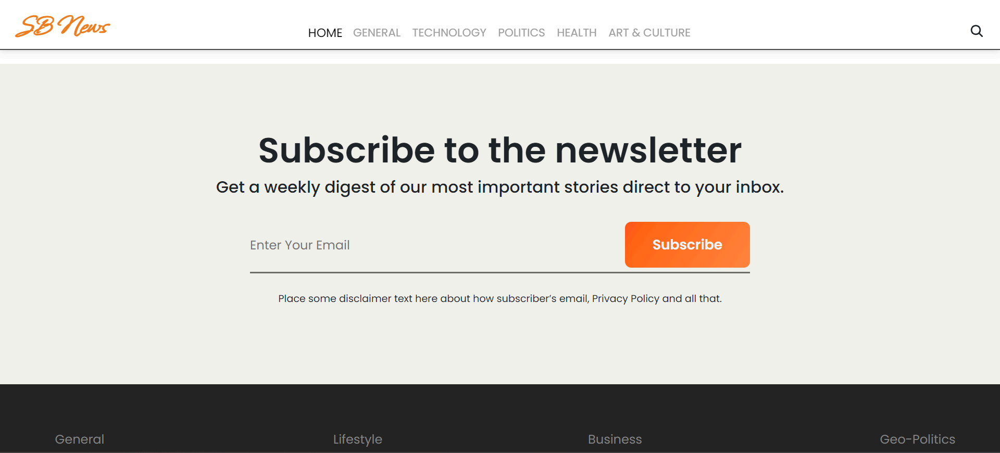 SB News
HOME GENERAL TECHNOLOGY POLITICS HEALTH ART & CULTURE
Subscribe to the newsletter
Get a weekly digest of our most important stories direct to your inbox.
Enter Your Email
Subscribe
Place some disclaimer text here about how subscriber’s email, Privacy Policy and all that.
General Lifestyle Business Geo-Politics